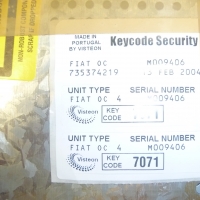 MADE IN
PORTUGAL
BY VISTEON
Keycode Security
FIAT OC M009406
735374219 13 FEB 2004
UNIT TYPE SERIAL NUMBER
FIAT OC 4 M009406
Visteon KEY CODE
UNIT TYPE SERIAL NUMBER
FIAT OC 4 M009406
Visteon KEY CODE 7071